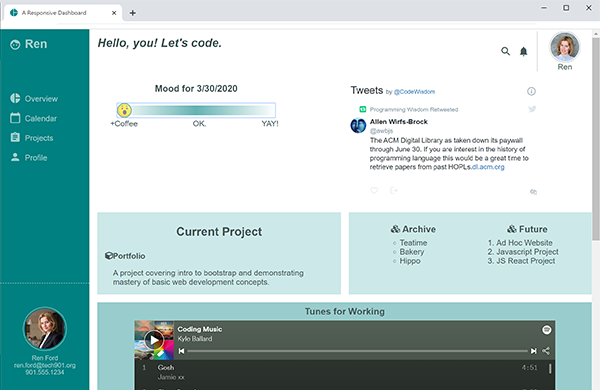 A Responsive Dashboard
Ren
Hello, you! Let's code.
Ren
Overview
Calendar
Projects
Profile
Mood for 3/30/2020
+Coffee OK. YAY!
Tweets by @CodeWisdom
Programming Wisdom Retweeted
Allen Wirfs-Brock
@awbjs
The ACM Digital Library as taken down its paywall
through June 30. If you are interest in the history of
programming language this would be a great time to
retrieve papers from past HOPLs.dl.acm.org
Current Project
Portfolio
A project covering intro to bootstrap and demonstrating
mastery of basic web development concepts.
Archive
Teatime
Bakery
Hippo
Future
1. Ad Hoc Website
2. Javascript Project
3. JS React Project
Ren Ford
ren.ford@tech901.org
901.555.1234
Tunes for Working
Coding Music
Kyle Ballard
1 Gosh 4:51
Jamie xx